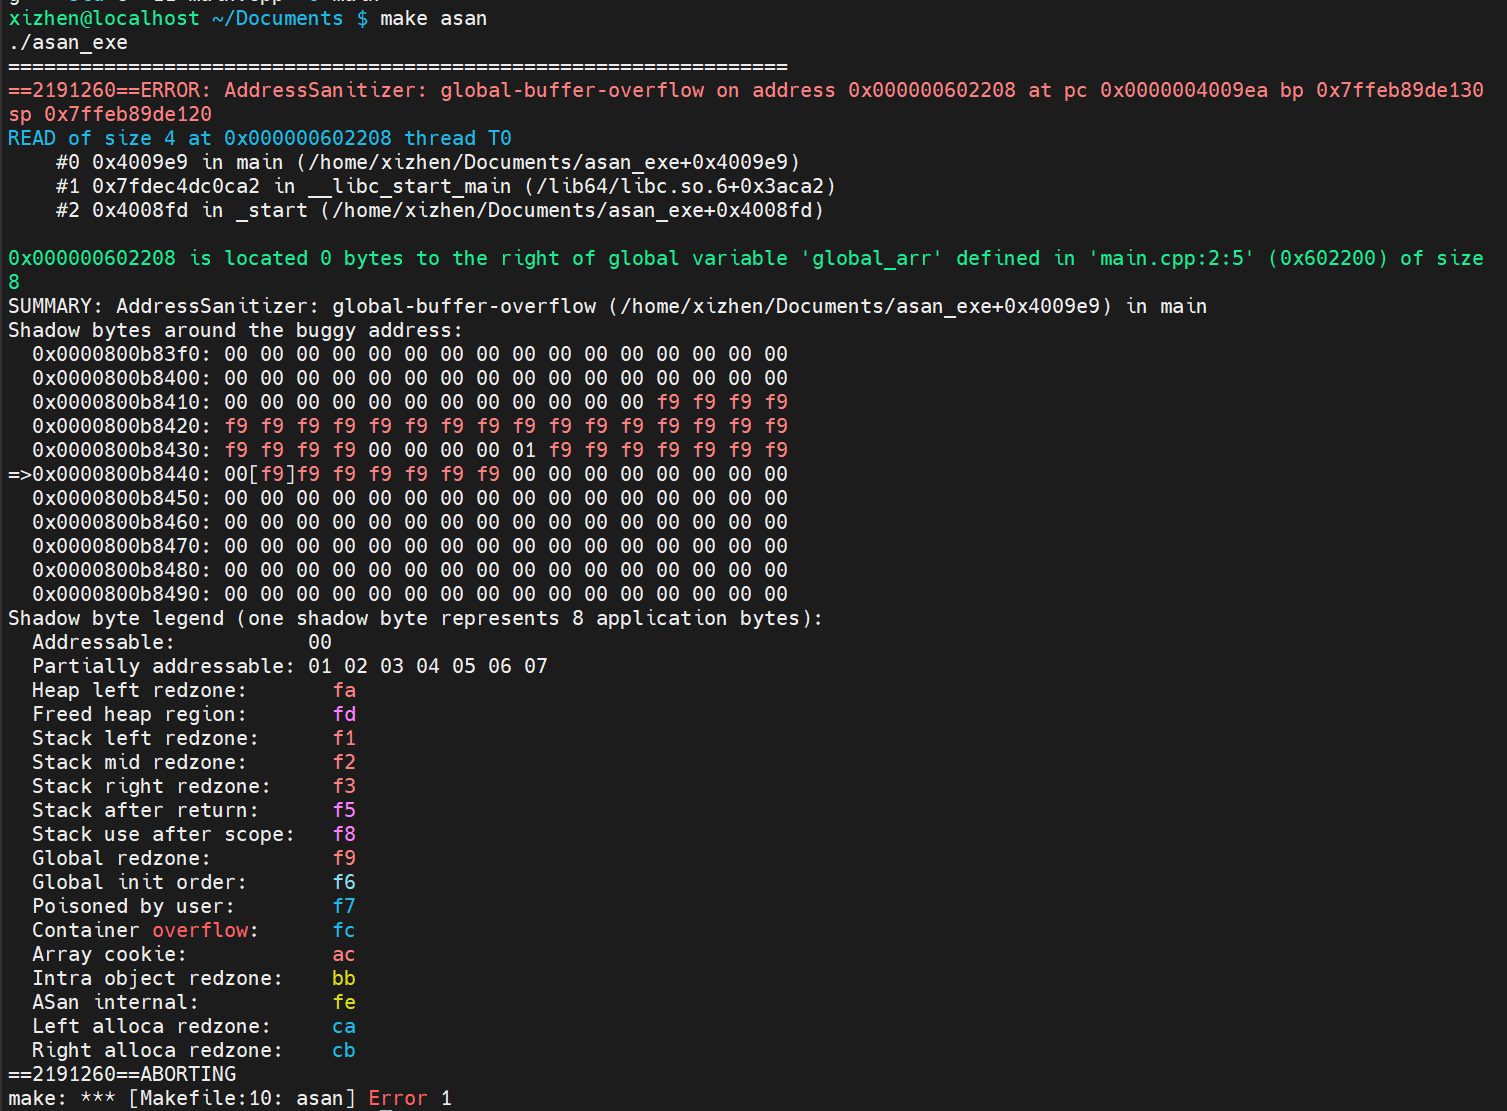 xizhen@localhost ~/Documents $ make asan
./asan_exe
=================================================================
==2191260==ERROR: AddressSanitizer: global-buffer-overflow on address 0x000000602208 at pc 0x0000004009ea bp 0x7ffeb89de130
sp 0x7ffeb89de120
READ of size 4 at 0x000000602208 thread T0
    #0 0x4009e9 in main (/home/xizhen/Documents/asan_exe+0x4009e9)
    #1 0x7fdec4dc0ca2 in __libc_start_main (/lib64/libc.so.6+0x3aca2)
    #2 0x4008fd in _start (/home/xizhen/Documents/asan_exe+0x4008fd)

0x000000602208 is located 0 bytes to the right of global variable 'global_arr' defined in 'main.cpp:2:5' (0x602200) of size
8
SUMMARY: AddressSanitizer: global-buffer-overflow (/home/xizhen/Documents/asan_exe+0x4009e9) in main
Shadow bytes around the buggy address:
  0x0000800b83f0: 00 00 00 00 00 00 00 00 00 00 00 00 00 00 00 00
  0x0000800b8400: 00 00 00 00 00 00 00 00 00 00 00 00 00 00 00 00
  0x0000800b8410: 00 00 00 00 00 00 00 00 00 00 00 00 f9 f9 f9 f9
  0x0000800b8420: f9 f9 f9 f9 f9 f9 f9 f9 f9 f9 f9 f9 f9 f9 f9 f9
  0x0000800b8430: f9 f9 f9 f9 00 00 00 00 01 f9 f9 f9 f9 f9 f9 f9
=>0x0000800b8440: 00[f9]f9 f9 f9 f9 f9 f9 00 00 00 00 00 00 00 00
  0x0000800b8450: 00 00 00 00 00 00 00 00 00 00 00 00 00 00 00 00
  0x0000800b8460: 00 00 00 00 00 00 00 00 00 00 00 00 00 00 00 00
  0x0000800b8470: 00 00 00 00 00 00 00 00 00 00 00 00 00 00 00 00
  0x0000800b8480: 00 00 00 00 00 00 00 00 00 00 00 00 00 00 00 00
  0x0000800b8490: 00 00 00 00 00 00 00 00 00 00 00 00 00 00 00 00
Shadow byte legend (one shadow byte represents 8 application bytes):
  Addressable:           00
  Partially addressable: 01 02 03 04 05 06 07
  Heap left redzone:       fa
  Freed heap region:       fd
  Stack left redzone:      f1
  Stack mid redzone:       f2
  Stack right redzone:     f3
  Stack after return:      f5
  Stack use after scope:   f8
  Global redzone:          f9
  Global init order:       f6
  Poisoned by user:        f7
  Container overflow:      fc
  Array cookie:            ac
  Intra object redzone:    bb
  ASan internal:           fe
  Left alloca redzone:     ca
  Right alloca redzone:    cb
==2191260==ABORTING
make: *** [Makefile:10: asan] Error 1